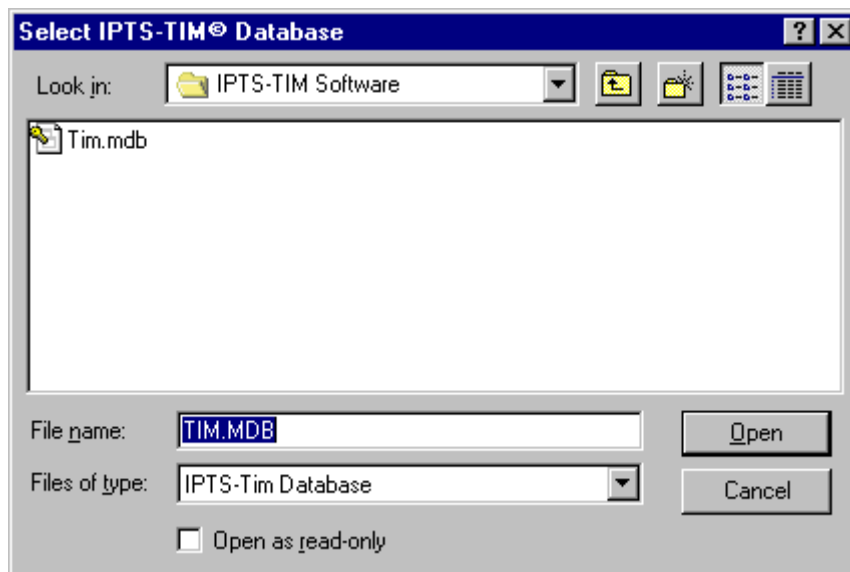 Select IPTS-TIM® Database
Look in: IPTS-TIM Software
Tim.mdb
File name: TIM.MDB Open
Files of type: IPTS-Tim Database Cancel
Open as read-only